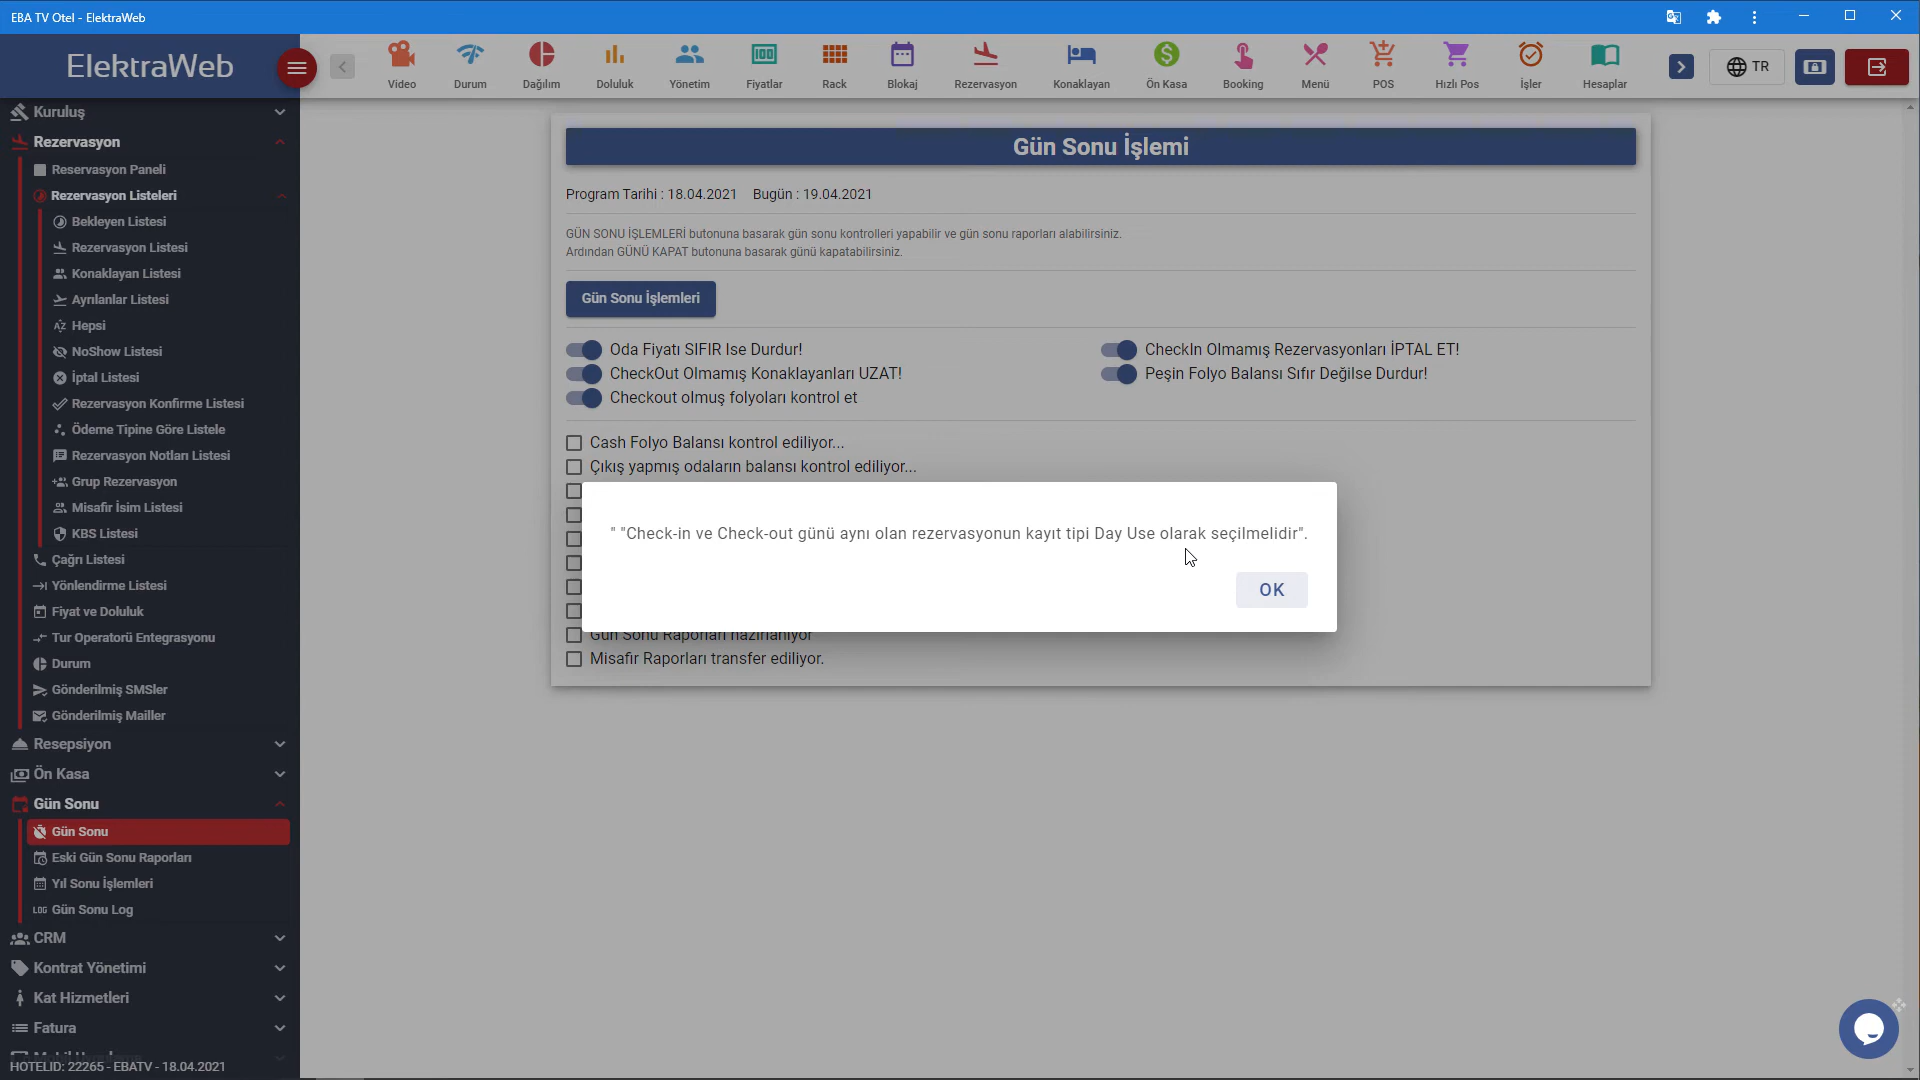 EBA TV Otel - ElektraWeb
ElektraWeb
Video
Durum
Dağılım
Doluluk
Yönetim
Fiyatlar
Rack
Blokaj
Rezervasyon
Konaklayan
Ön Kasa
Booking
Menü
POS
Hızlı Pos
İşler
Hesaplar
TR
Kuruluş
Rezervasyon
Reservasyon Paneli
Rezervasyon Listeleri
Bekleyen Listesi
Rezervasyon Listesi
Konaklayan Listesi
Ayrılanlar Listesi
Hepsi
NoShow Listesi
İptal Listesi
Rezervasyon Konfirme Listesi
Ödeme Tipine Göre Listele
Rezervasyon Notları Listesi
Grup Rezervasyon
Misafir İsim Listesi
KBS Listesi
Çağrı Listesi
Yönlendirme Listesi
Fiyat ve Doluluk
Tur Operatorü Entegrasyonu
Durum
Gönderilmiş SMSler
Gönderilmiş Mailler
Resepsiyon
Ön Kasa
Gün Sonu
Gün Sonu
Eski Gün Sonu Raporları
Yıl Sonu İşlemleri
LOG Gün Sonu Log
CRM
Kontrat Yönetimi
Kat Hizmetleri
Fatura
HOTELID: 22265 - EBATV - 18.04.2021
Gün Sonu İşlemi
Program Tarihi : 18.04.2021 Bugün : 19.04.2021
GÜN SONU İŞLEMLERİ butonuna basarak gün sonu kontrolleri yapabilir ve gün sonu raporları alabilirsiniz.
Ardından GÜNÜ KAPAT butonuna basarak günü kapatabilirsiniz.
Gün Sonu İşlemleri
Oda Fiyatı SIFIR Ise Durdur!
CheckIn Olmamış Rezervasyonları İPTAL ET!
CheckOut Olmamış Konaklayanları UZAT!
Peşin Folyo Balansı Sıfır Değilse Durdur!
Checkout olmuş folyoları kontrol et
Cash Folyo Balansı kontrol ediliyor...
Çıkış yapmış odaların balansı kontrol ediliyor...
" "Check-in ve Check-out günü aynı olan rezervasyonun kayıt tipi Day Use olarak seçilmelidir".
OK
Gün Sonu Raporları hazırlanıyor
Misafir Raporları transfer ediliyor.